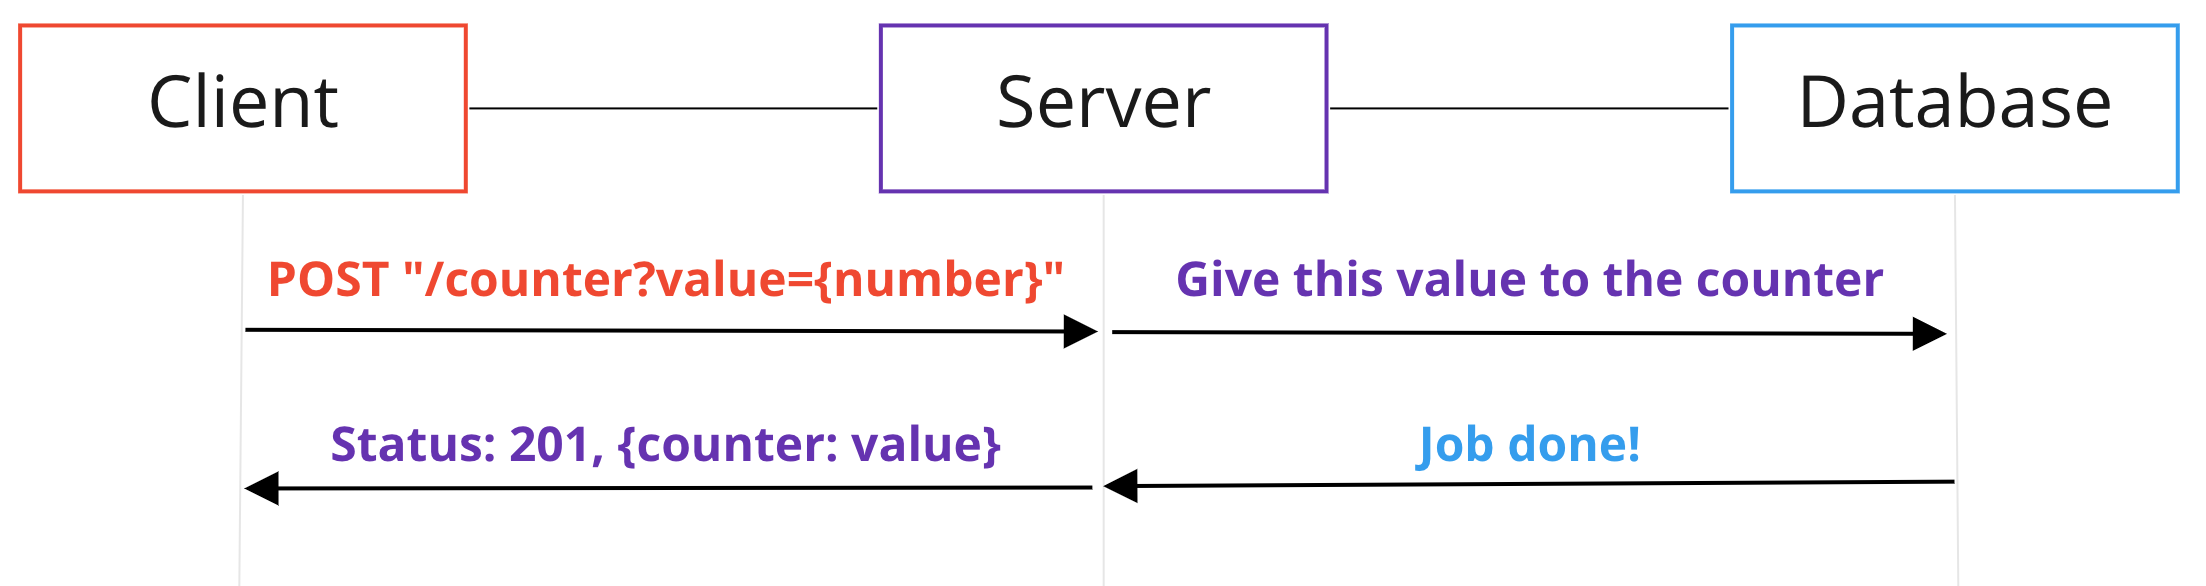 Client
Server
Database
POST "/counter?value={number}"
Give this value to the counter
Status: 201, {counter: value}
Job done!